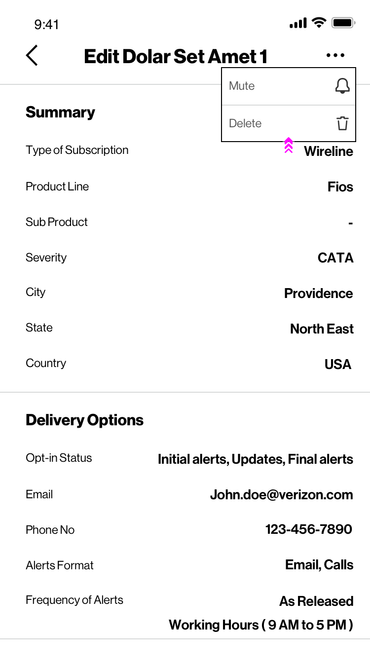 9:41
Edit Dolar Set Amet 1
Mute
Delete
Summary
Type of Subscription Wireline
Product Line Fios
Sub Product -
Severity CATA
City Providence
State North East
Country USA
Delivery Options
Opt-in Status Initial alerts, Updates, Final alerts
Email John.doe@verizon.com
Phone No 123-456-7890
Alerts Format Email, Calls
Frequency of Alerts As Released
Working Hours ( 9 AM to 5 PM )